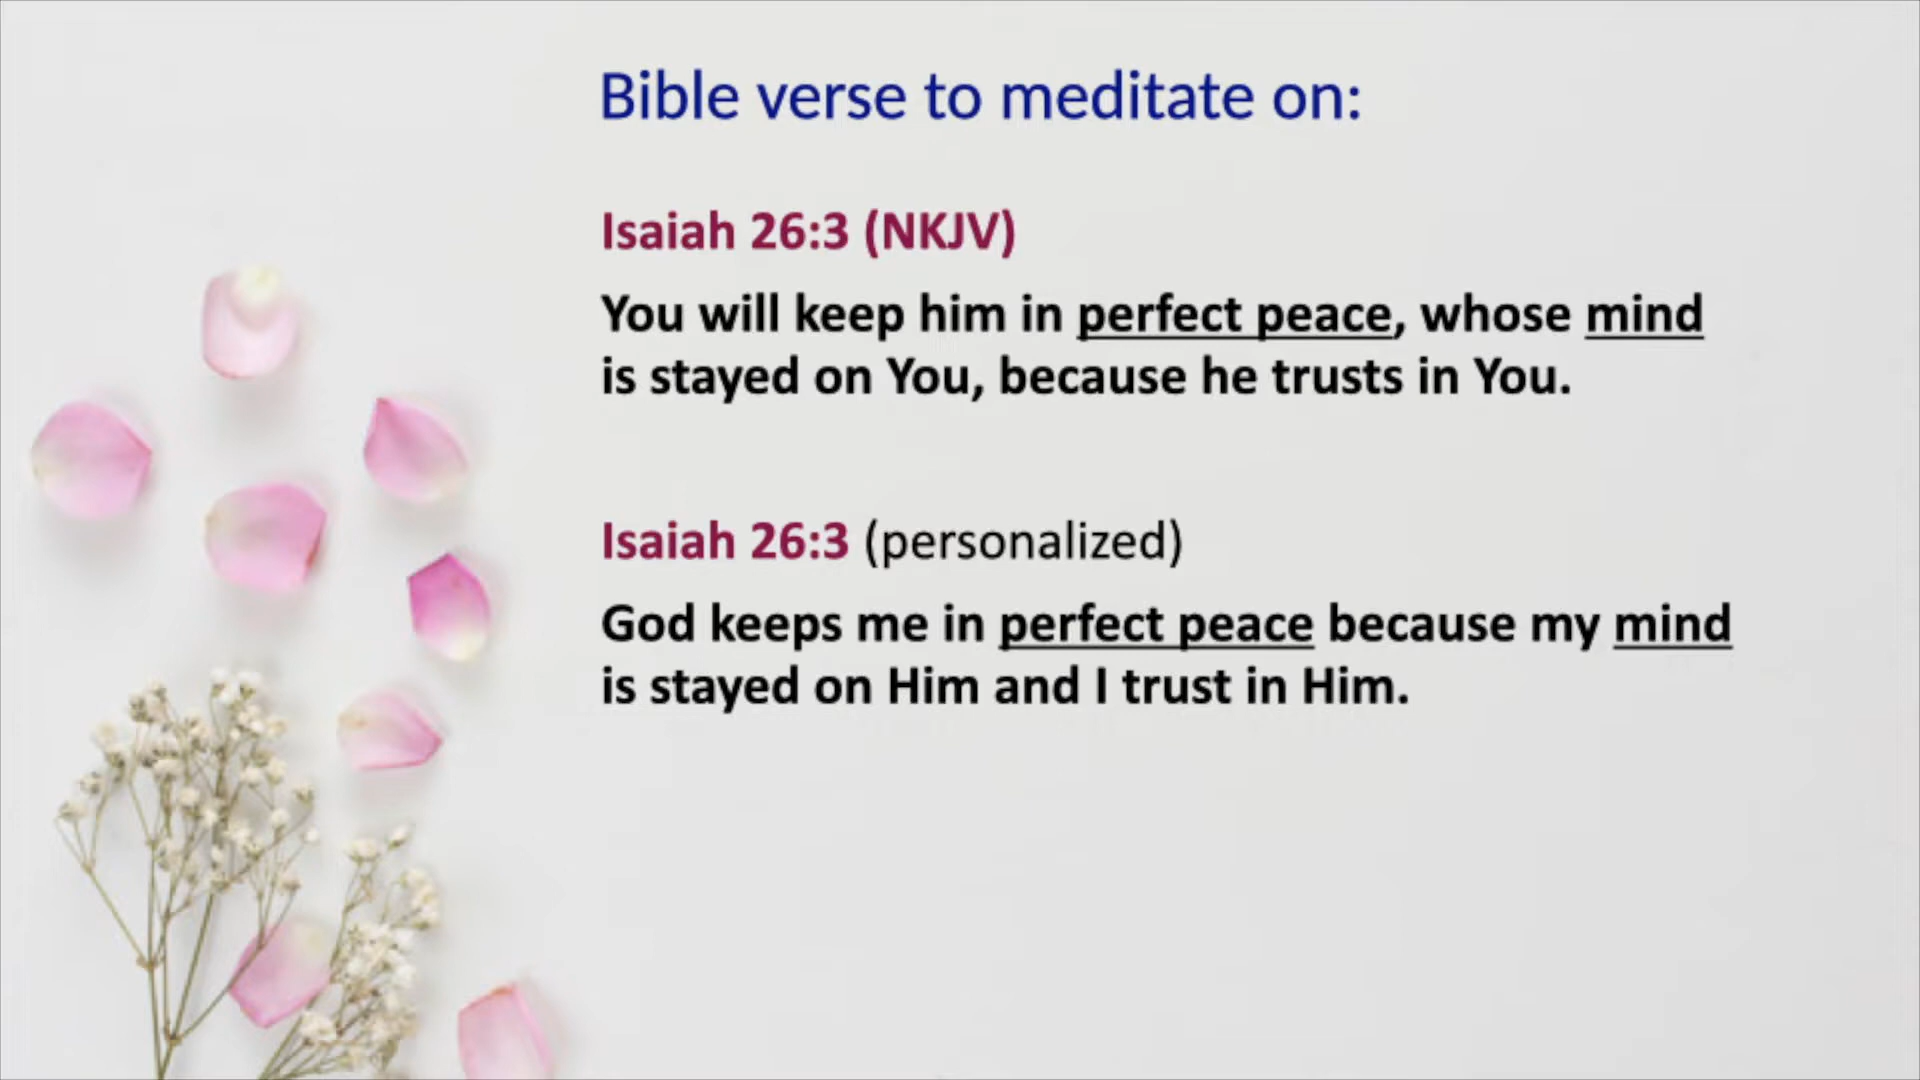 Bible verse to meditate on:
Isaiah 26:3 (NKJV)
You will keep him in perfect peace, whose mind
is stayed on You, because he trusts in You.
Isaiah 26:3 (personalized)
God keeps me in perfect peace because my mind
is stayed on Him and I trust in Him.